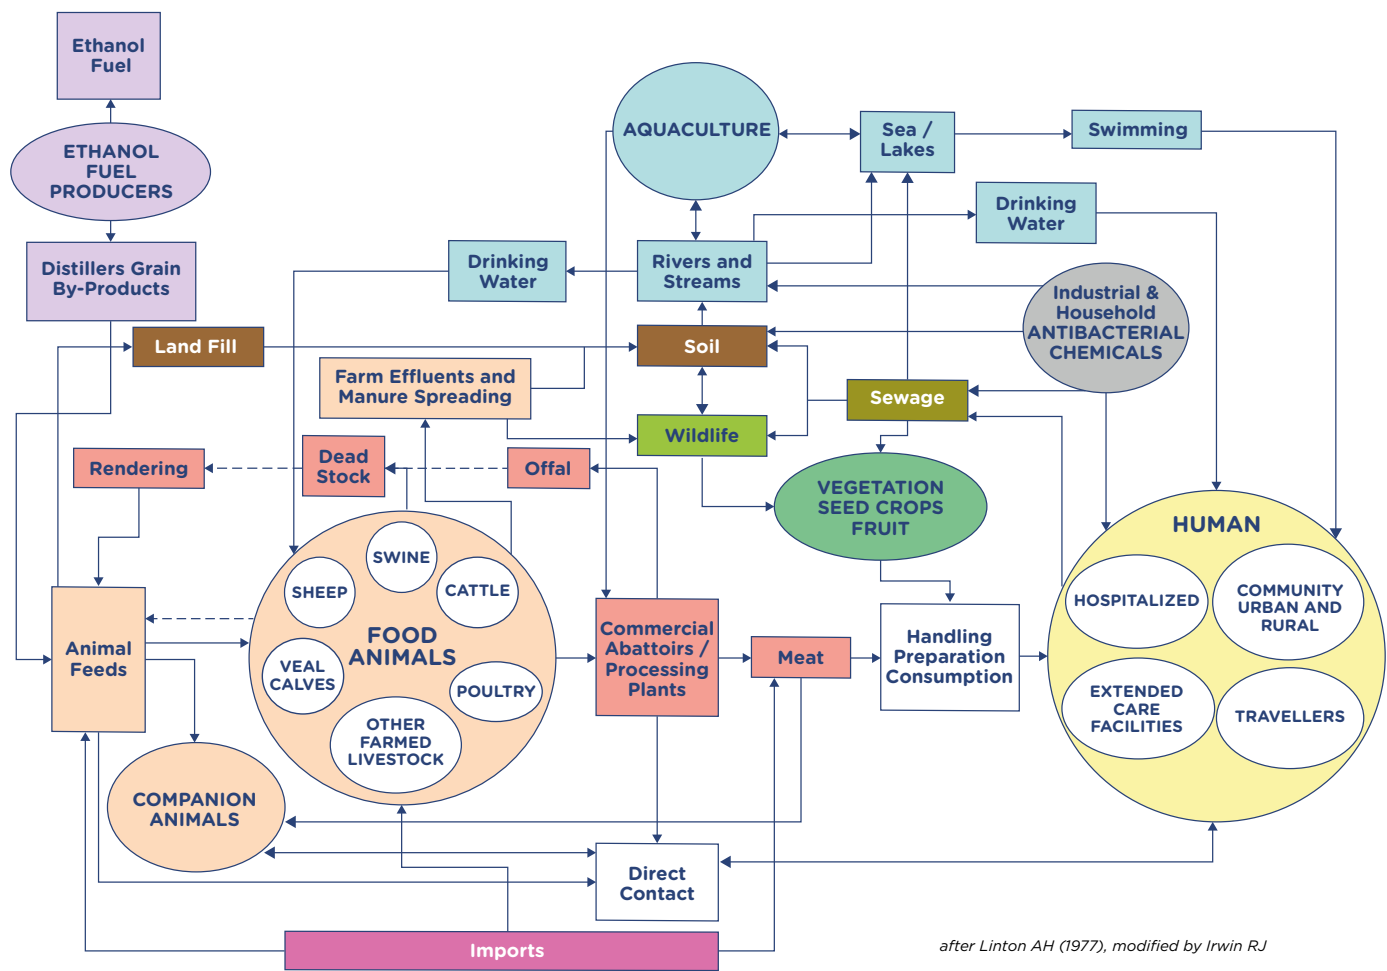 Ethanol
Fuel
ETHANOL
FUEL
PRODUCERS
Distillers Grain
By-Products
AQUACULTURE
Sea /
Lakes
Swimming
Drinking
Water
Drinking
Water
Rivers and
Streams
Industrial &
Household
ANTIBACTERIAL
CHEMICALS
Land Fill
Soil
Farm Effluents and
Manure Spreading
Sewage
Wildlife
Rendering
Dead
Stock
Offal
VEGETATION
SEED CROPS
FRUIT
HUMAN
HOSPITALIZED
COMMUNITY
URBAN AND
RURAL
EXTENDED
CARE
FACILITIES
TRAVELLERS
SWINE
SHEEP
CATTLE
FOOD
ANIMALS
VEAL
CALVES
POULTRY
OTHER
FARMED
LIVESTOCK
Animal
Feeds
Commercial
Abattoirs /
Processing
Plants
Meat
Handling
Preparation
Consumption
COMPANION
ANIMALS
Direct
Contact
Imports
after Linton AH (1977), modified by Irwin RJ